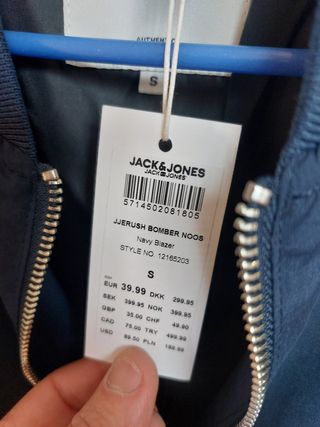 AUTHENTIC
S
JACK&JONES
JACK&JONES
5714502081805
JJERUSH BOMBER NOOS
Navy Blazer
STYLE NO. 12165203
S
EUR 39.99 DKK 299.95
SEK 399.95 NOK 399.95
GBP 35.00 CHF 49.90
CAD 75.00 TRY 499.99
USD 69.50 PLN 199.99